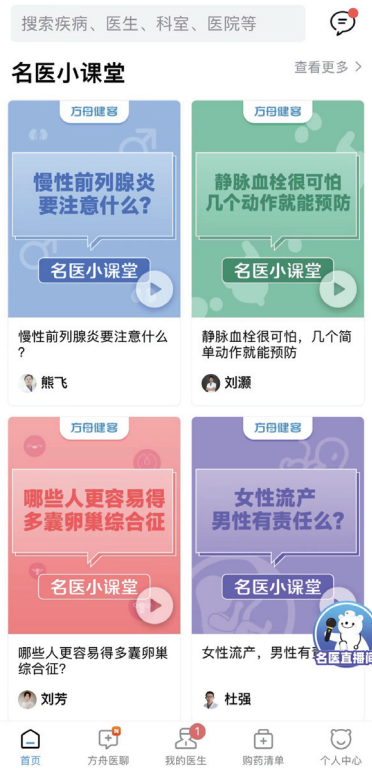 搜索疾病、医生、科室、医院等
名医小课堂
查看更多
方舟健客
慢性前列腺炎
要注意什么?
名医小课堂
慢性前列腺炎要注意什么
?
熊飞
方舟健客
静脉血栓很可怕
几个动作就能预防
名医小课堂
静脉血栓很可怕，几个简
单动作就能预防
刘灏
方舟健客
哪些人更容易得
多囊卵巢综合征
名医小课堂
哪些人更容易得多囊卵巢
综合征?
刘芳
方舟健客
女性流产
男性有责任么?
名医小课堂
女性流产，男性有
杜强
名医直播间
首页
N
方舟医聊
1
我的医生
购药清单
个人中心